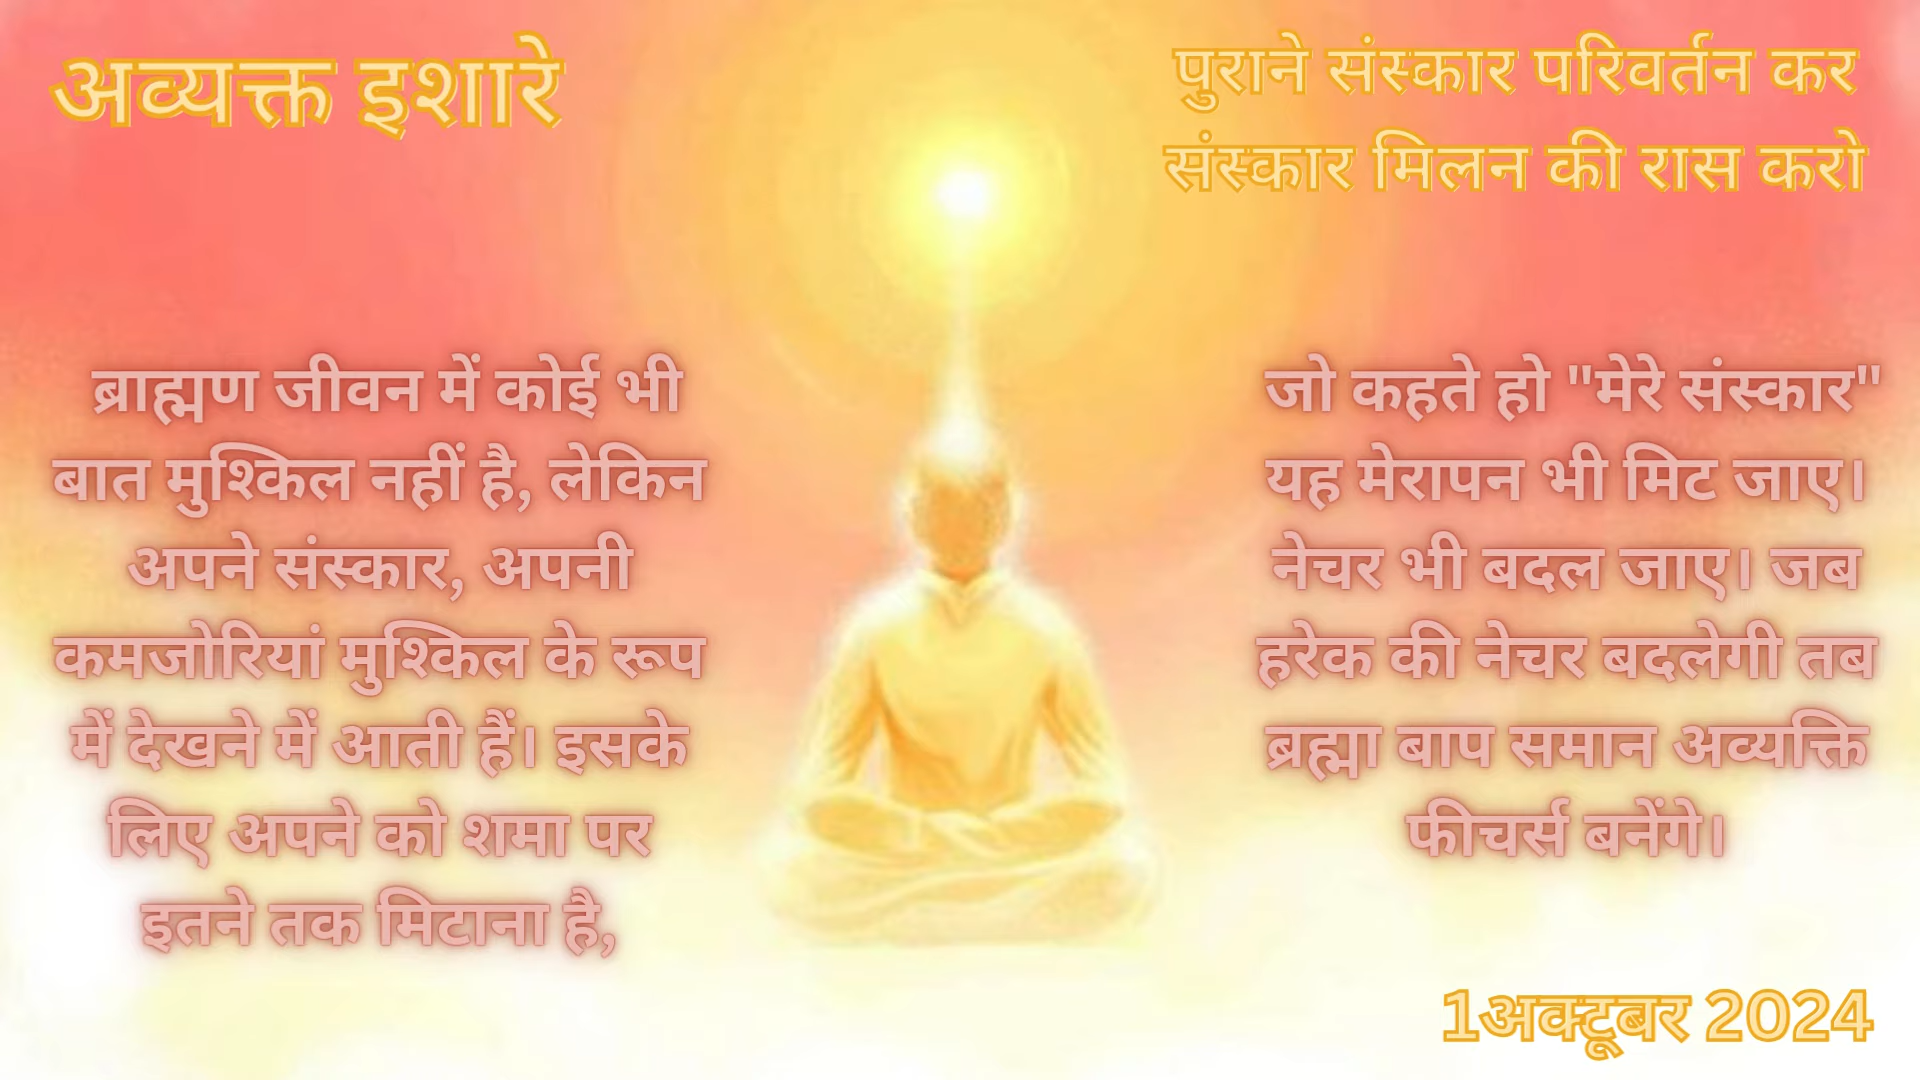 अव्यक्त इशारे
पुराने संस्कार परिवर्तन कर
संस्कार मिलन की रास करो
ब्राह्मण जीवन में कोई भी
बात मुश्किल नहीं है, लेकिन
अपने संस्कार, अपनी
कमजोरियां मुश्किल के रूप
में देखने में आती हैं। इसके
लिए अपने को शमा पर
इतने तक मिटाना है,
जो कहते हो "मेरे संस्कार"
यह मेरापन भी मिट जाए।
नेचर भी बदल जाए। जब
हरेक की नेचर बदलेगी तब
ब्रह्मा बाप समान अव्यक्ति
फीचर्स बनेंगे।
1अक्टूबर 2024